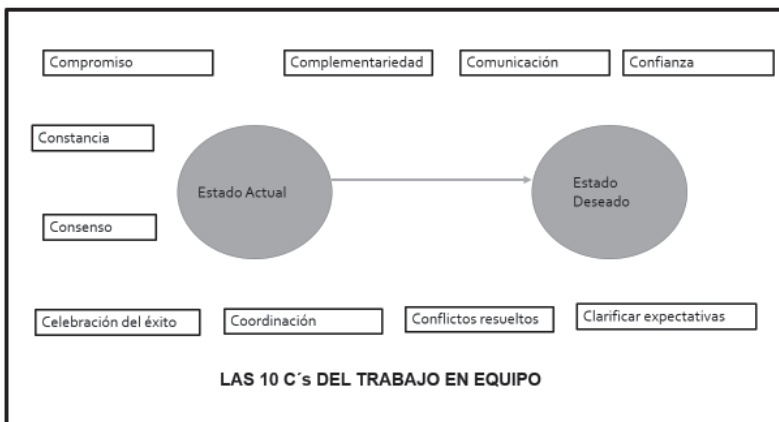 Compromiso
Complementariedad
Comunicación
Confianza
Constancia
Estado Actual
Estado
Deseado
Consenso
Celebración del éxito
Coordinación
Conflictos resueltos
Clarificar expectativas
LAS 10 C´s DEL TRABAJO EN EQUIPO